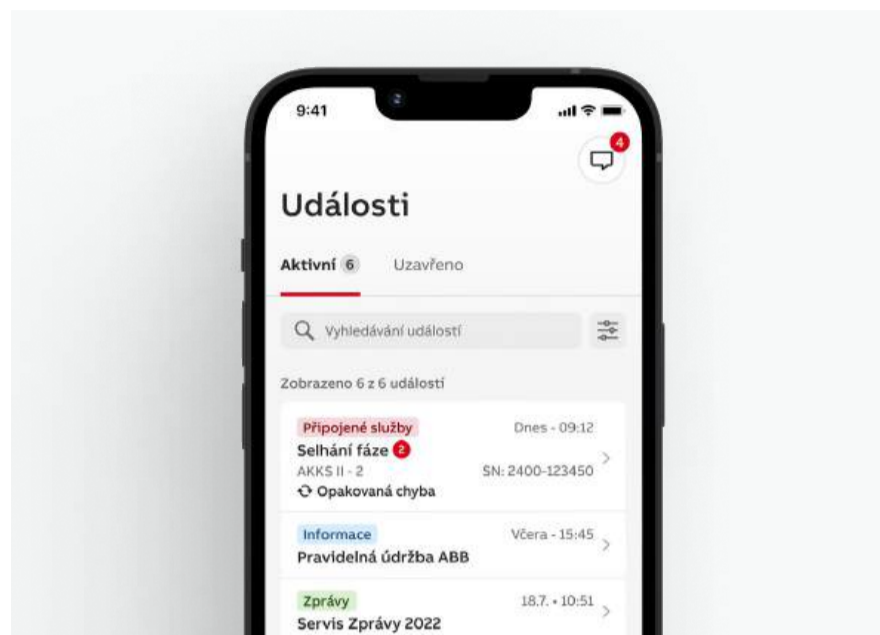 9:41
4
Události
Aktivní 6 Uzavřeno
Vyhledávání událostí
Zobrazeno 6 z 6 událostí
Připojené služby Dnes - 09:12
Selhání fáze 2
AKKS II - 2 SN: 2400-123450
Opakovaná chyba
Informace Včera - 15:45
Pravidelná údržba ABB
Zprávy 18.7. • 10:51
Servis Zprávy 2022